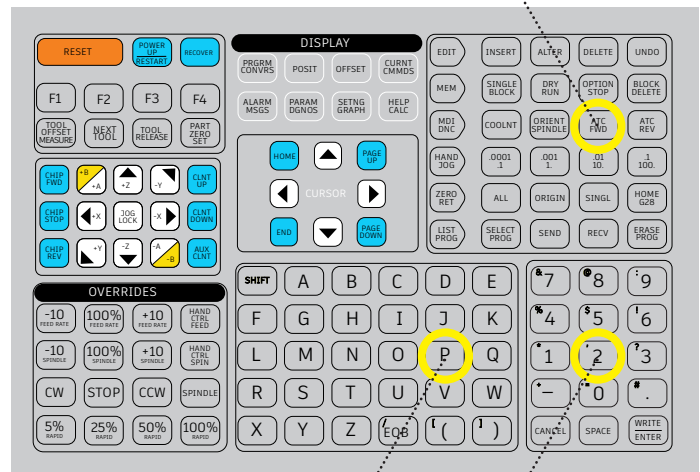 RESET
POWER
UP
RESTART
RECOVER
F1 F2 F3 F4
TOOL
OFFSET
MEASURE
NEXT
TOOL
TOOL
RELEASE
PART
ZERO
SET
DISPLAY
PRGRM
CONVRS
POSIT
OFFSET
CURNT
CMMDS
ALARM
MSGS
PARAM
DGNOS
SETNG
GRAPH
HELP
CALC
EDIT
INSERT
ALTER
DELETE
UNDO
MEM
SINGLE
BLOCK
DRY
RUN
OPTION
STOP
BLOCK
DELETE
MDI
DNC
COOLNT
ORIENT
SPINDLE
ATC
FWD
ATC
REV
HAND
JOG
.0001
.1
.001
1.
.01
10.
.1
100.
ZERO
RET
ALL
ORIGIN
SINGL
HOME
G28
LIST
PROG
SELECT
PROG
SEND
RECV
ERASE
PROG
CHIP
FWD
+B
+A
+Z
-Y
CLNT
UP
CHIP
STOP
+X
JOG
LOCK
-X
CLNT
DOWN
CHIP
REV
+Y
-Z
-A
-B
AUX
CLNT
HOME
PAGE
UP
CURSOR
END
PAGE
DOWN
OVERRIDES
-10
FEED RATE
100%
FEED RATE
+10
FEED RATE
HAND
CTRL
FEED
-10
SPINDLE
100%
SPINDLE
+10
SPINDLE
HAND
CTRL
SPIN
CW
STOP
CCW
SPINDLE
5%
RAPID
25%
RAPID
50%
RAPID
100%
RAPID
SHIFT A B C D E
F G H I J K
L M N O P Q
R S T U V W
X Y Z / EOB [ ( ] )
& 7 @ 8 : 9
% 4 $ 5 ! 6
* 1 ' 2 ? 3
+ - = 0 # .
CANCEL
SPACE
WRITE
ENTER